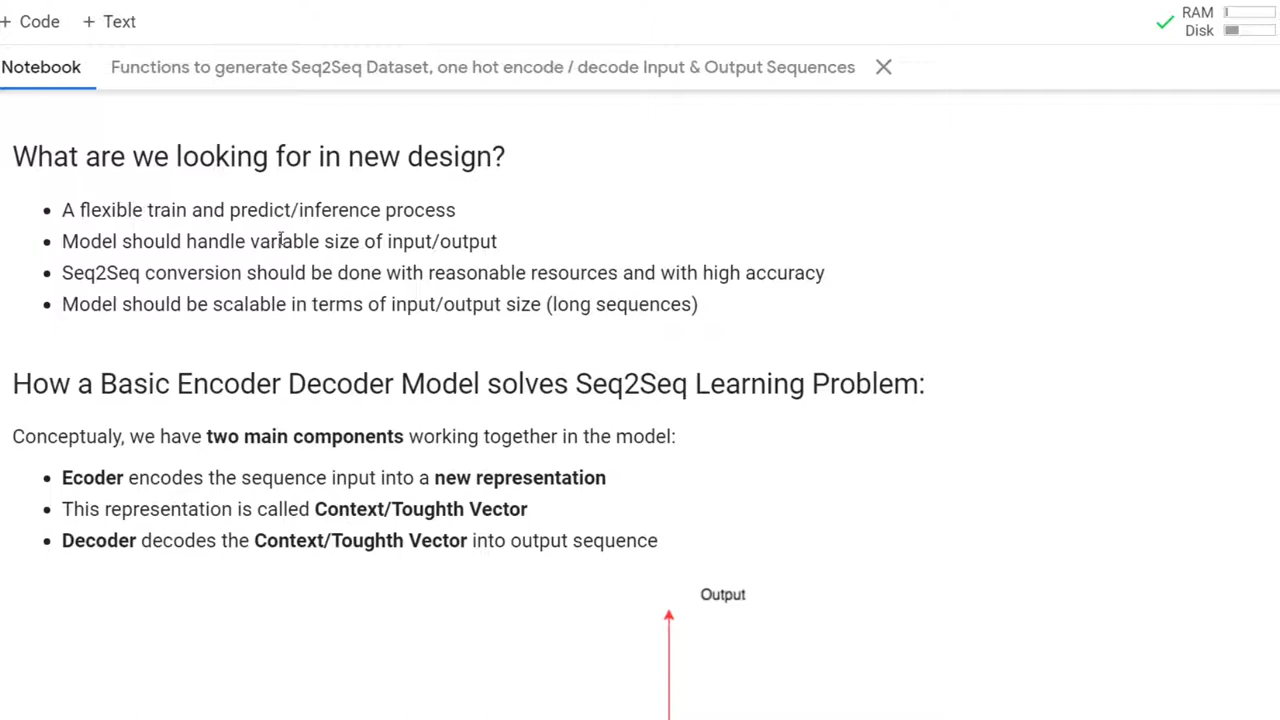 + Code + Text
RAM
Disk
Notebook Functions to generate Seq2Seq Dataset, one hot encode / decode Input & Output Sequences
What are we looking for in new design?
• A flexible train and predict/inference process
• Model should handle variable size of input/output
• Seq2Seq conversion should be done with reasonable resources and with high accuracy
• Model should be scalable in terms of input/output size (long sequences)
How a Basic Encoder Decoder Model solves Seq2Seq Learning Problem:
Conceptualy, we have two main components working together in the model:
• Ecoder encodes the sequence input into a new representation
• This representation is called Context/Toughth Vector
• Decoder decodes the Context/Toughth Vector into output sequence
Output